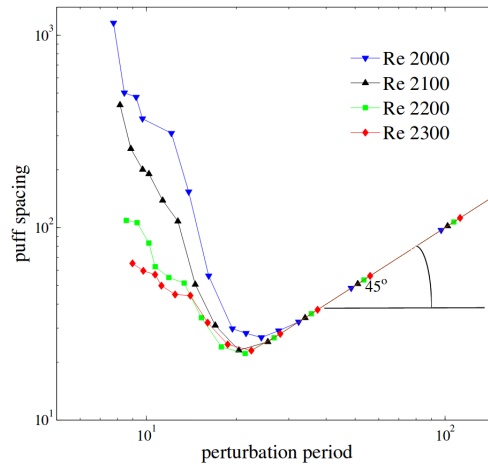 10³
Re 2000
Re 2100
Re 2200
Re 2300
puff spacing
10²
45°
10¹
10¹
10²
perturbation period